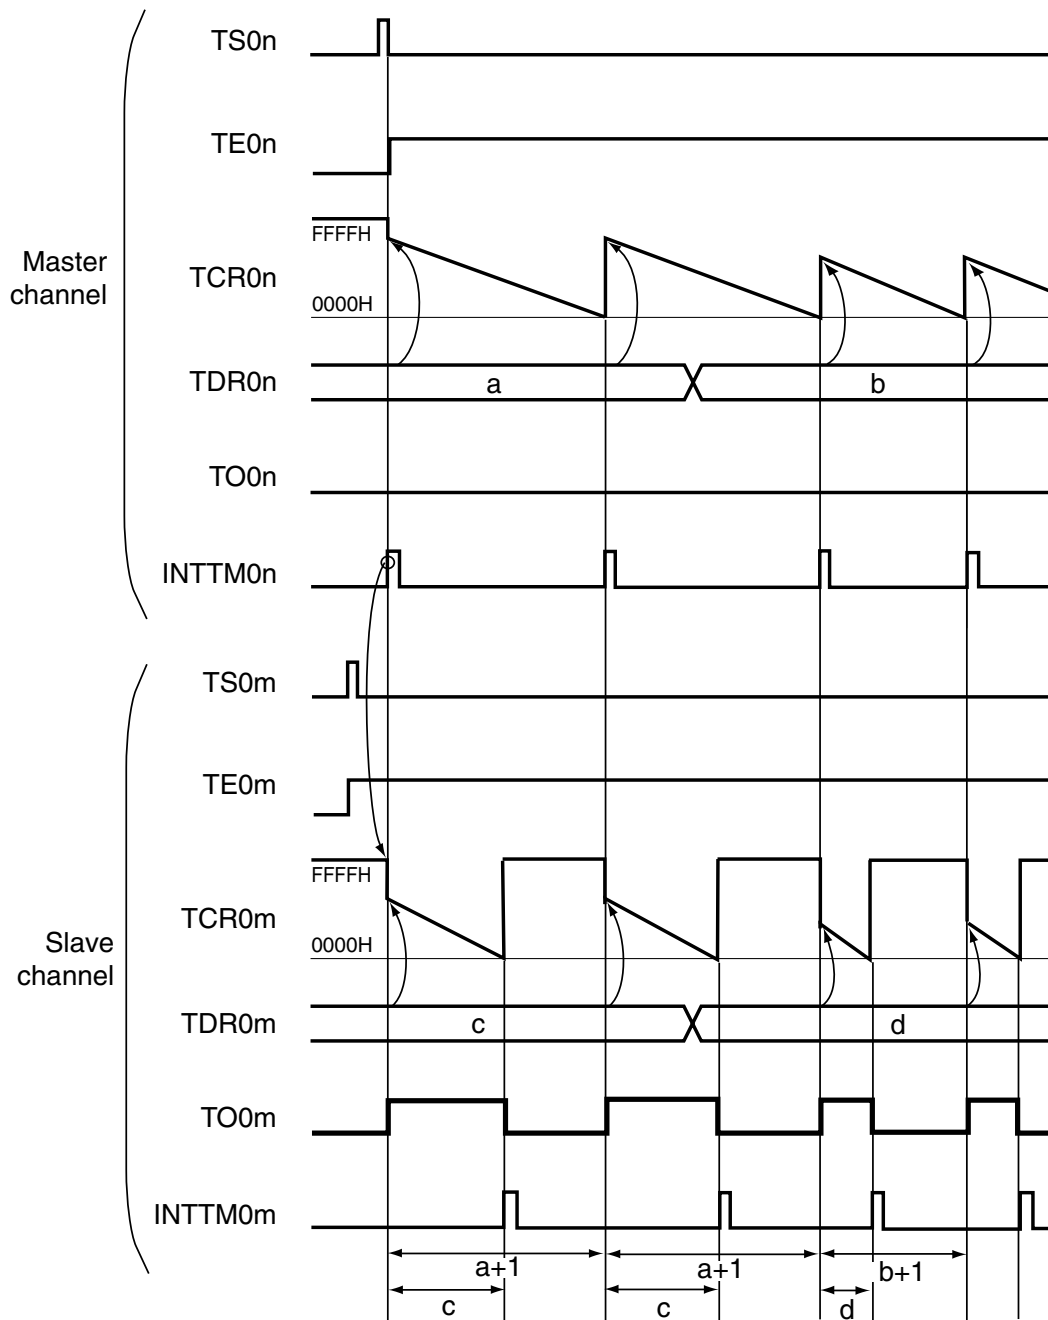 TS0n
TE0n
FFFFH
Master
channel
TCR0n
0000H
TDR0n
a
b
TO0n
INTTM0n
TS0m
TE0m
FFFFH
TCR0m
Slave
channel
0000H
TDR0m
c
d
TO0m
INTTM0m
a+1
a+1
b+1
c
c
d